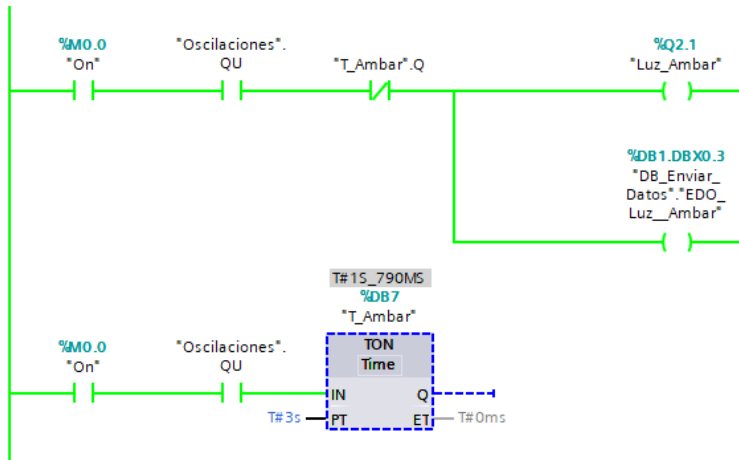 %M0.0
"On"
"Oscilaciones".
QU
"T_Ambar".Q
%Q2.1
"Luz_Ambar"
%DB1.DBX0.3
"DB_Enviar_
Datos"."EDO_
Luz__Ambar"
T#1S_790MS
%DB7
"T_Ambar"
%M0.0
"On"
"Oscilaciones".
QU
TON
Time
IN
Q
T#3s
PT
ET
T#0ms